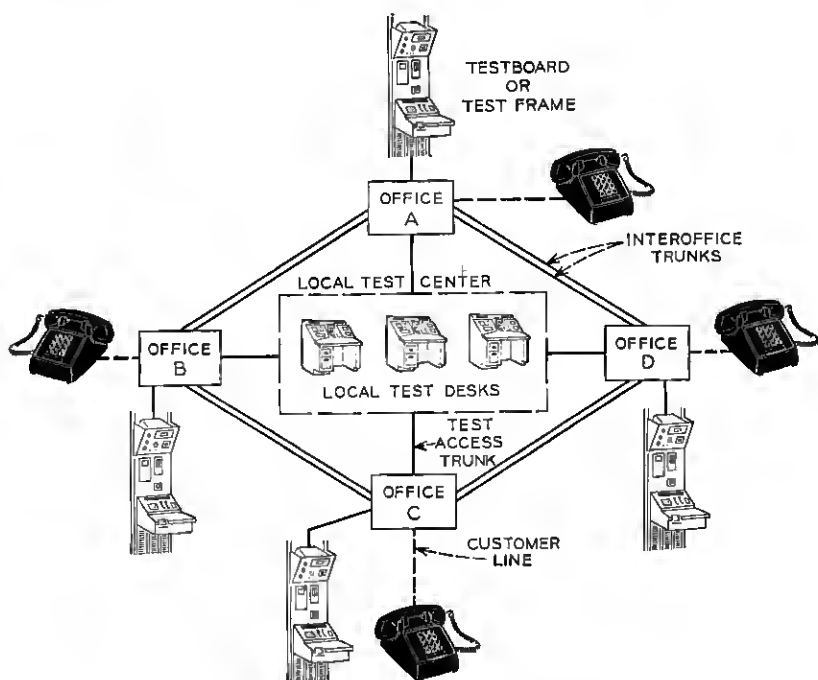 TESTBOARD
OR
TEST FRAME
OFFICE
A
INTEROFFICE
TRUNKS
LOCAL TEST CENTER
OFFICE
B
OFFICE
D
LOCAL TEST DESKS
TEST
ACCESS
TRUNK
OFFICE
C
CUSTOMER
LINE